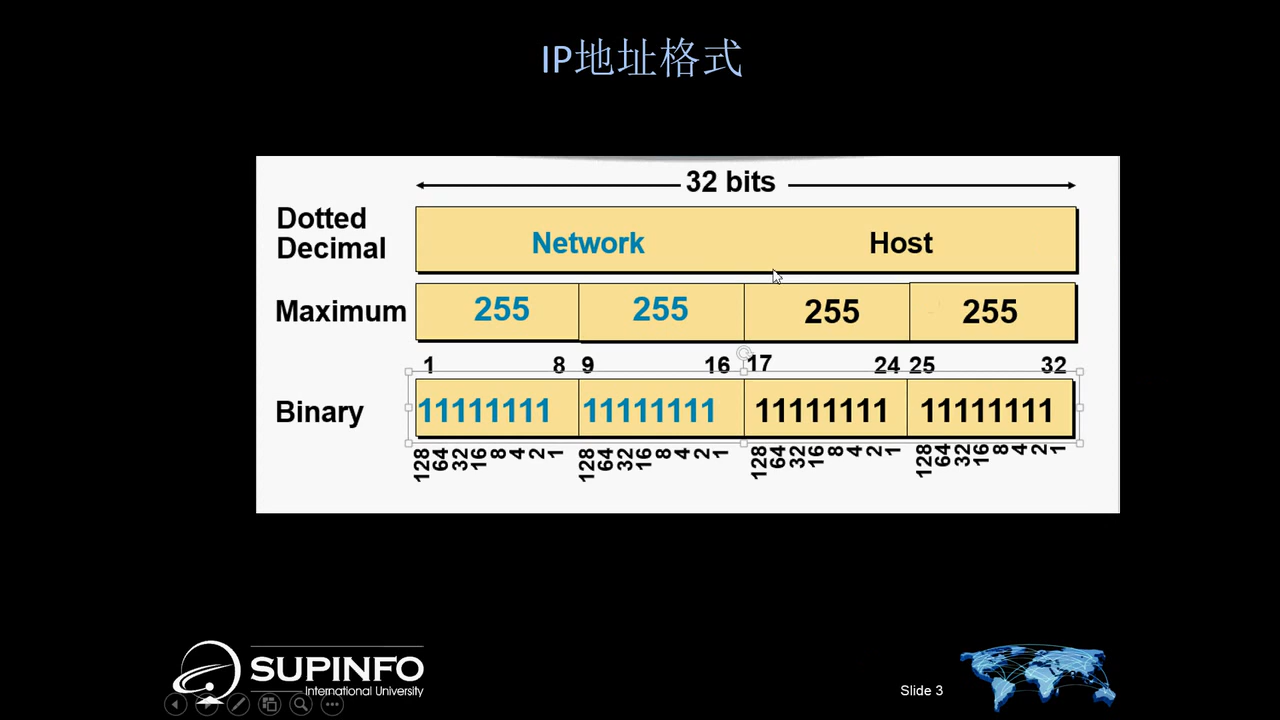 IP地址格式
32 bits
Dotted
Decimal
Network Host
Maximum 255 255 255 255
1 8 9 16 17 24 25 32
Binary 11111111 11111111 11111111 11111111
128 64 32 16 8 4 2 1 128 64 32 16 8 4 2 1 128 64 32 16 8 4 2 1 128 64 32 16 8 4 2 1
SUPINFO
International University
Slide 3